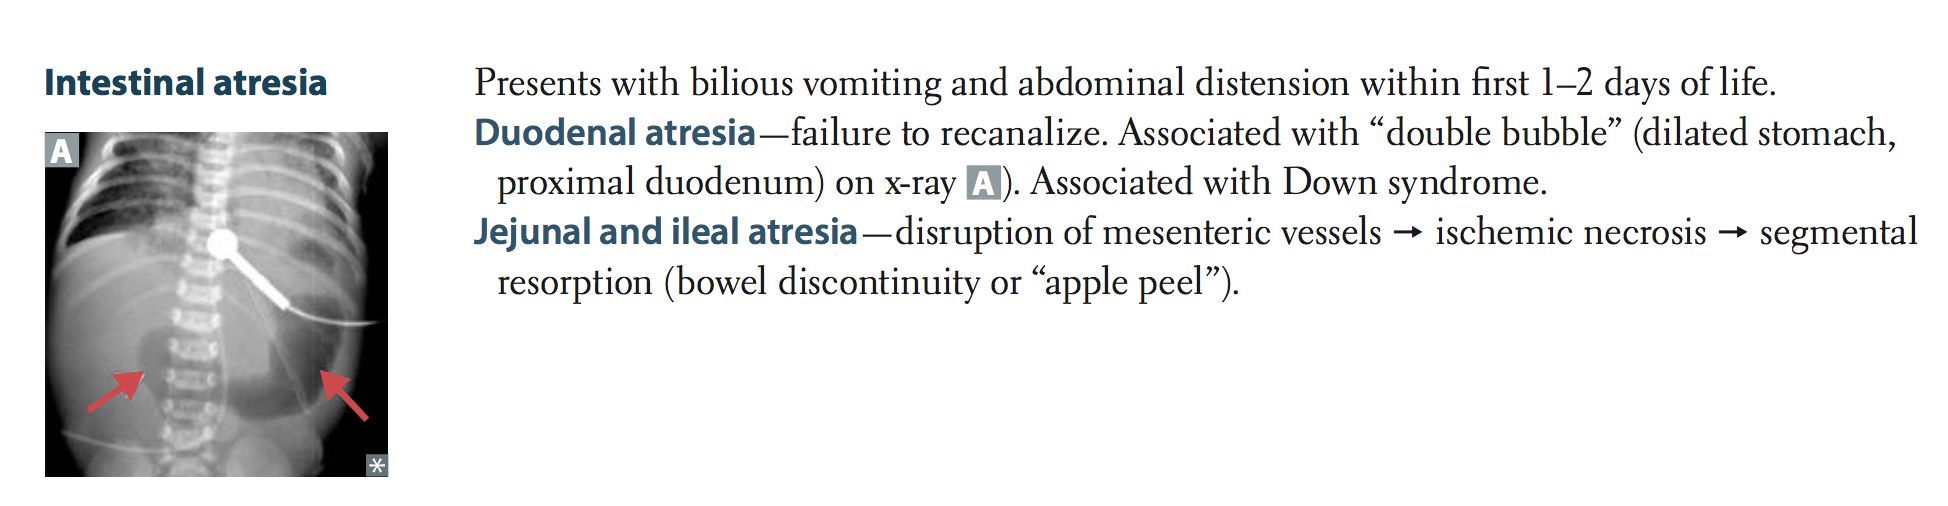 Intestinal atresia
A
*
Presents with bilious vomiting and abdominal distension within first 1–2 days of life.
Duodenal atresia—failure to recanalize. Associated with “double bubble” (dilated stomach,
proximal duodenum) on x-ray A). Associated with Down syndrome.
Jejunal and ileal atresia—disruption of mesenteric vessels → ischemic necrosis → segmental
resorption (bowel discontinuity or “apple peel”).